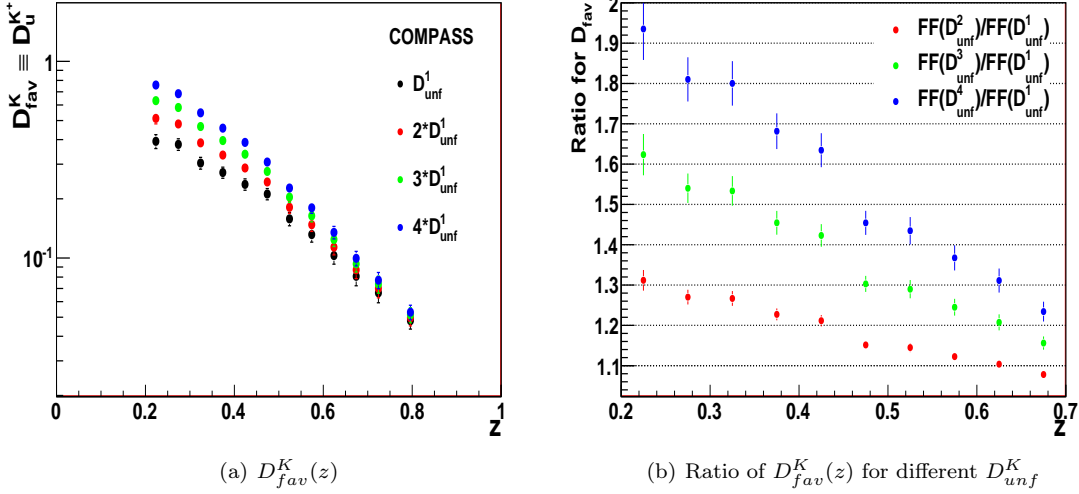 D_fav^K ≡ D_u^K+
COMPASS
D^1_unf
2*D^1_unf
3*D^1_unf
4*D^1_unf
1
10^-1
0 0.2 0.4 0.6 0.8 1
z
(a) D^K_fav(z)
Ratio for D_fav
FF(D^2_unf)/FF(D^1_unf)
FF(D^3_unf)/FF(D^1_unf)
FF(D^4_unf)/FF(D^1_unf)
2
1.9
1.8
1.7
1.6
1.5
1.4
1.3
1.2
1.1
0.2 0.3 0.4 0.5 0.6 0.7
z
(b) Ratio of D^K_fav(z) for different D^K_unf